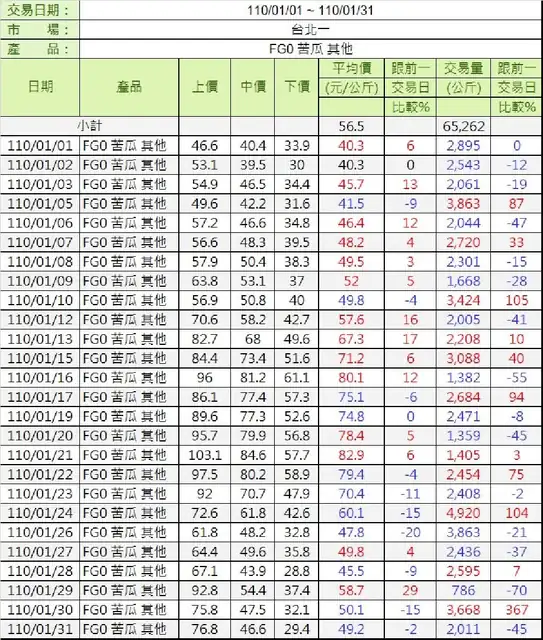 交易日期： 110/01/01 ~ 110/01/31
市 場： 台北一
產 品： FG0 苦瓜 其他
日期 產品 上價 中價 下價 平均價 (元/公斤) 跟前一 交易日 比較% 交易量 (公斤) 跟前一 交易日 比較%
小計 56.5 65,262
110/01/01 FG0 苦瓜 其他 46.6 40.4 33.9 40.3 6 2,895 0
110/01/02 FG0 苦瓜 其他 53.1 39.5 30 40.3 0 2,543 -12
110/01/03 FG0 苦瓜 其他 54.9 46.5 34.4 45.7 13 2,061 -19
110/01/05 FG0 苦瓜 其他 49.6 42.2 31.6 41.5 -9 3,863 87
110/01/06 FG0 苦瓜 其他 57.2 46.6 34.8 46.4 12 2,044 -47
110/01/07 FG0 苦瓜 其他 56.6 48.3 39.5 48.2 4 2,720 33
110/01/08 FG0 苦瓜 其他 57.9 50.4 38.3 49.5 3 2,301 -15
110/01/09 FG0 苦瓜 其他 63.8 53.1 37 52 5 1,668 -28
110/01/10 FG0 苦瓜 其他 56.9 50.8 40 49.8 -4 3,424 105
110/01/12 FG0 苦瓜 其他 70.6 58.2 42.7 57.6 16 2,005 -41
110/01/13 FG0 苦瓜 其他 82.7 68 49.6 67.3 17 2,208 10
110/01/15 FG0 苦瓜 其他 84.4 73.4 51.6 71.2 6 3,088 40
110/01/16 FG0 苦瓜 其他 96 81.2 61.1 80.1 12 1,382 -55
110/01/17 FG0 苦瓜 其他 86.1 77.4 57.3 75.1 -6 2,684 94
110/01/19 FG0 苦瓜 其他 89.6 77.3 52.6 74.8 0 2,471 -8
110/01/20 FG0 苦瓜 其他 95.7 79.9 56.8 78.4 5 1,359 -45
110/01/21 FG0 苦瓜 其他 103.1 84.6 57.7 82.9 6 1,405 3
110/01/22 FG0 苦瓜 其他 97.5 80.2 58.9 79.4 -4 2,454 75
110/01/23 FG0 苦瓜 其他 92 70.7 47.9 70.4 -11 2,408 -2
110/01/24 FG0 苦瓜 其他 72.6 61.8 42.6 60.1 -15 4,920 104
110/01/26 FG0 苦瓜 其他 61.8 48.2 32.8 47.8 -20 3,863 -21
110/01/27 FG0 苦瓜 其他 64.4 49.6 35.8 49.8 4 2,436 -37
110/01/28 FG0 苦瓜 其他 67.1 43.9 28.8 45.5 -9 2,595 7
110/01/29 FG0 苦瓜 其他 92.8 54.4 37.4 58.7 29 786 -70
110/01/30 FG0 苦瓜 其他 75.8 47.5 32.1 50.1 -15 3,668 367
110/01/31 FG0 苦瓜 其他 76.8 46.6 29.4 49.2 -2 2,011 -45